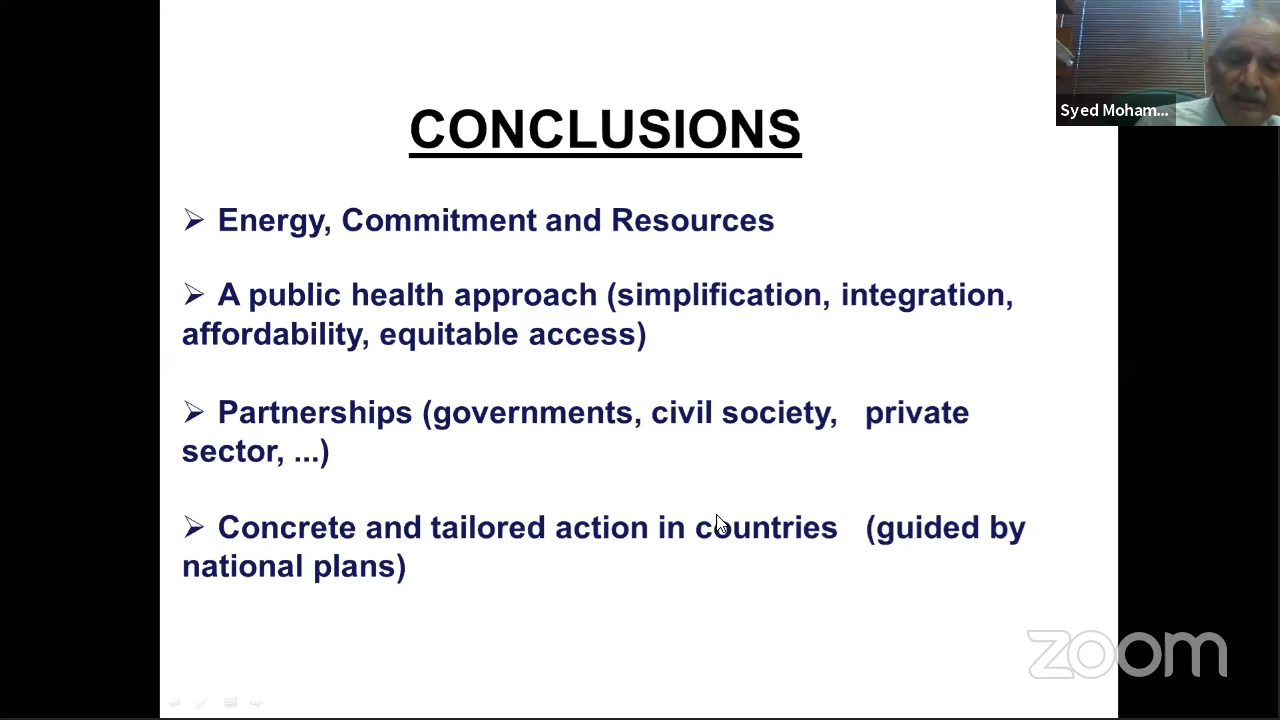 CONCLUSIONS
Syed Moham...
➢ Energy, Commitment and Resources
➢ A public health approach (simplification, integration,
affordability, equitable access)
➢ Partnerships (governments, civil society, private
sector, ...)
➢ Concrete and tailored action in countries (guided by
national plans)
zoom